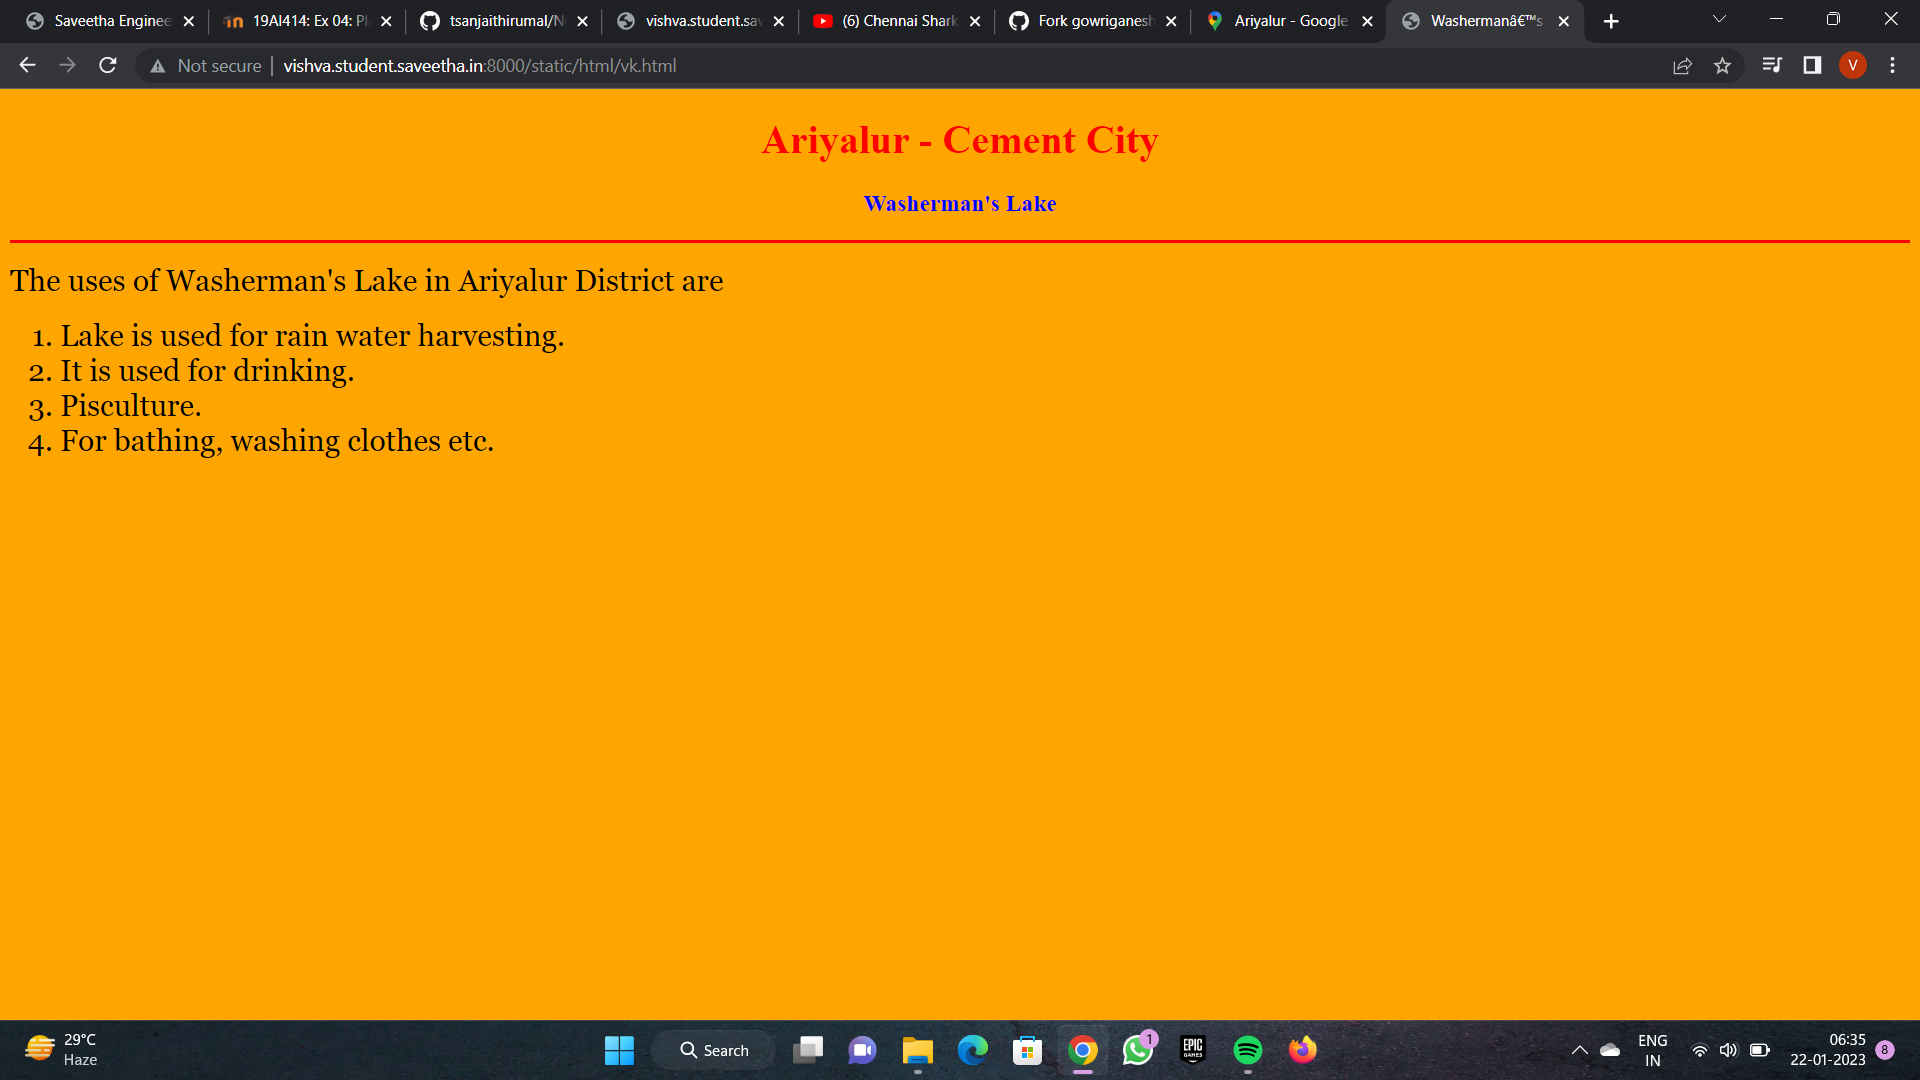 Saveetha Enginee
19AI414: Ex 04: Pl
tsanjaithirumal/N
vishva.student.sav
(6) Chennai Shark
Fork gowriganesh
Ariyalur - Google
Washermanâ€™s
Not secure vishva.student.saveetha.in:8000/static/html/vk.html
V
Ariyalur - Cement City
Washerman's Lake
The uses of Washerman's Lake in Ariyalur District are
1. Lake is used for rain water harvesting.
2. It is used for drinking.
3. Pisculture.
4. For bathing, washing clothes etc.
29°C
Haze
Search
1
EPIC
GAMES
ENG
IN
06:35
22-01-2023
8